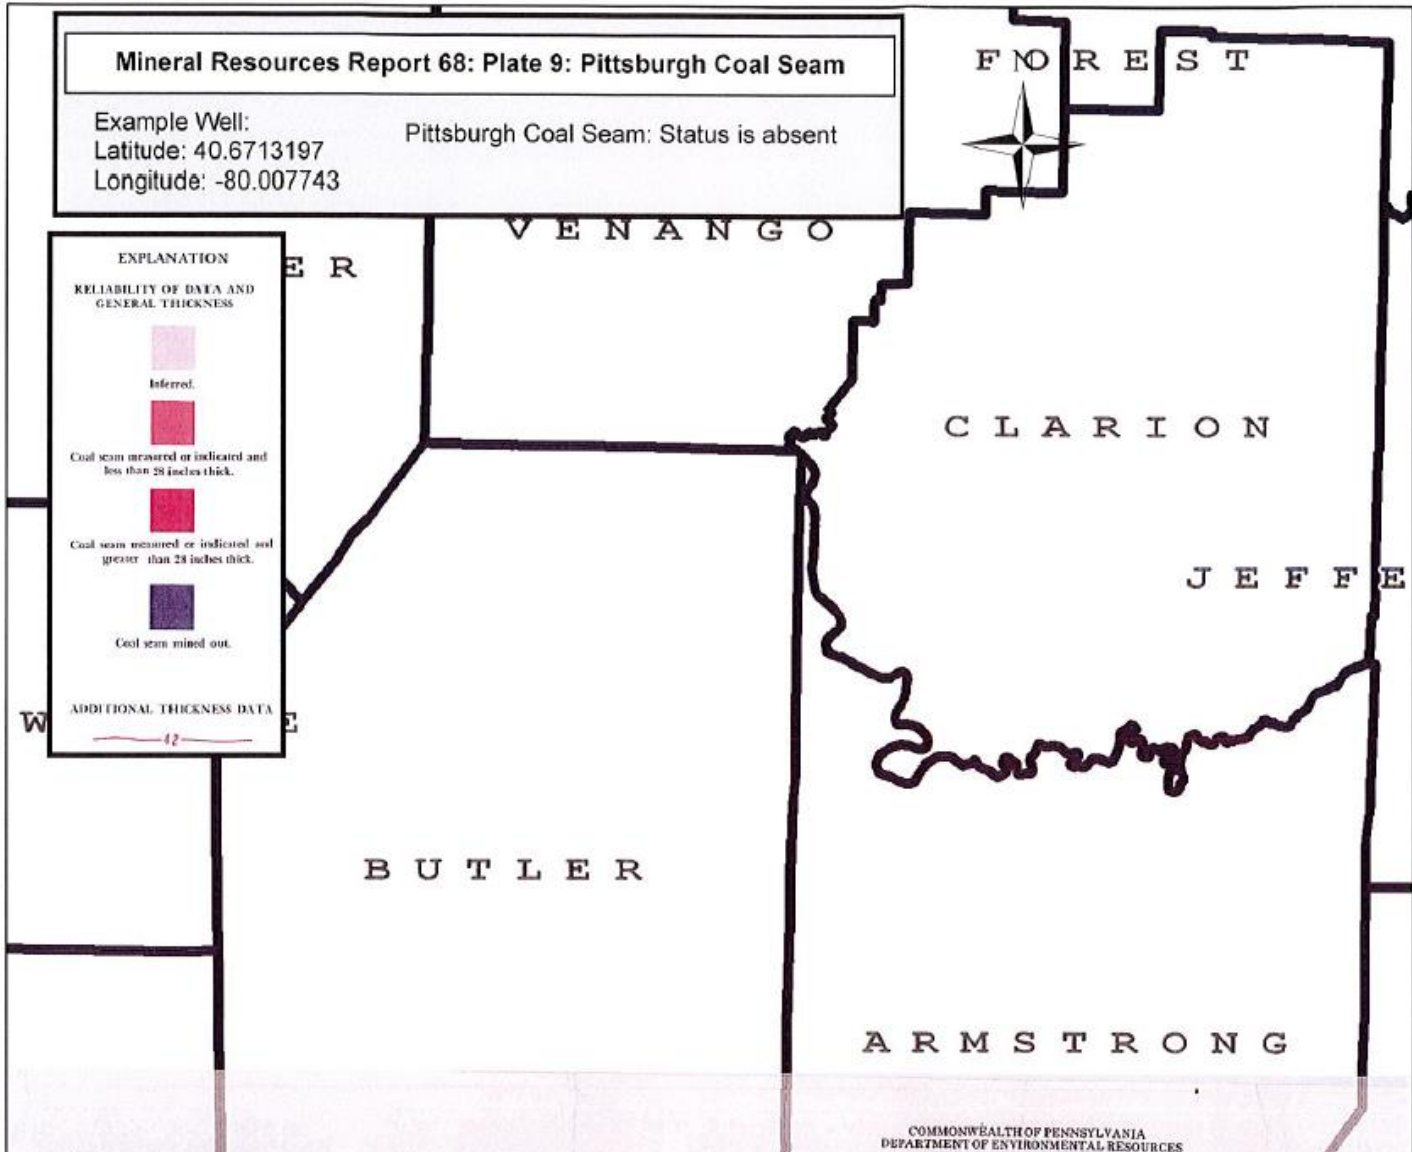 Mineral Resources Report 68: Plate 9: Pittsburgh Coal Seam
Example Well:
Latitude: 40.6713197
Longitude: -80.007743
Pittsburgh Coal Seam: Status is absent
N
FOREST
VENANGO
ER
EXPLANATION
RELIABILITY OF DATA AND
GENERAL THICKNESS
Inferred.
Coal seam measured or indicated and
less than 28 inches thick.
Coal seam measured or indicated and
greater than 28 inches thick.
Coal seam mined out.
ADDITIONAL THICKNESS DATA
42
CLARION
JEFFE
W
E
BUTLER
ARMSTRONG
COMMONWEALTH OF PENNSYLVANIA
DEPARTMENT OF ENVIRONMENTAL RESOURCES